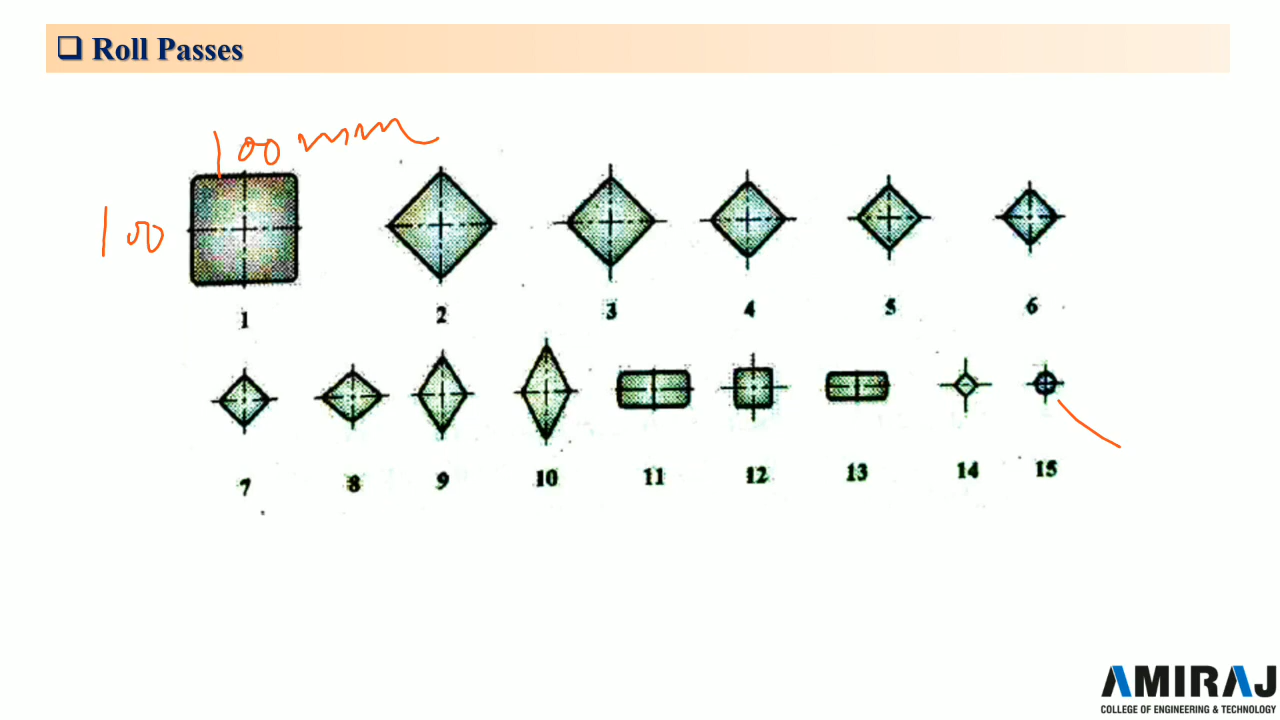 Roll Passes
100 mm
100
1 2 3 4 5 6
7 8 9 10 11 12 13 14 15
AMIRAJ
COLLEGE OF ENGINEERING & TECHNOLOGY